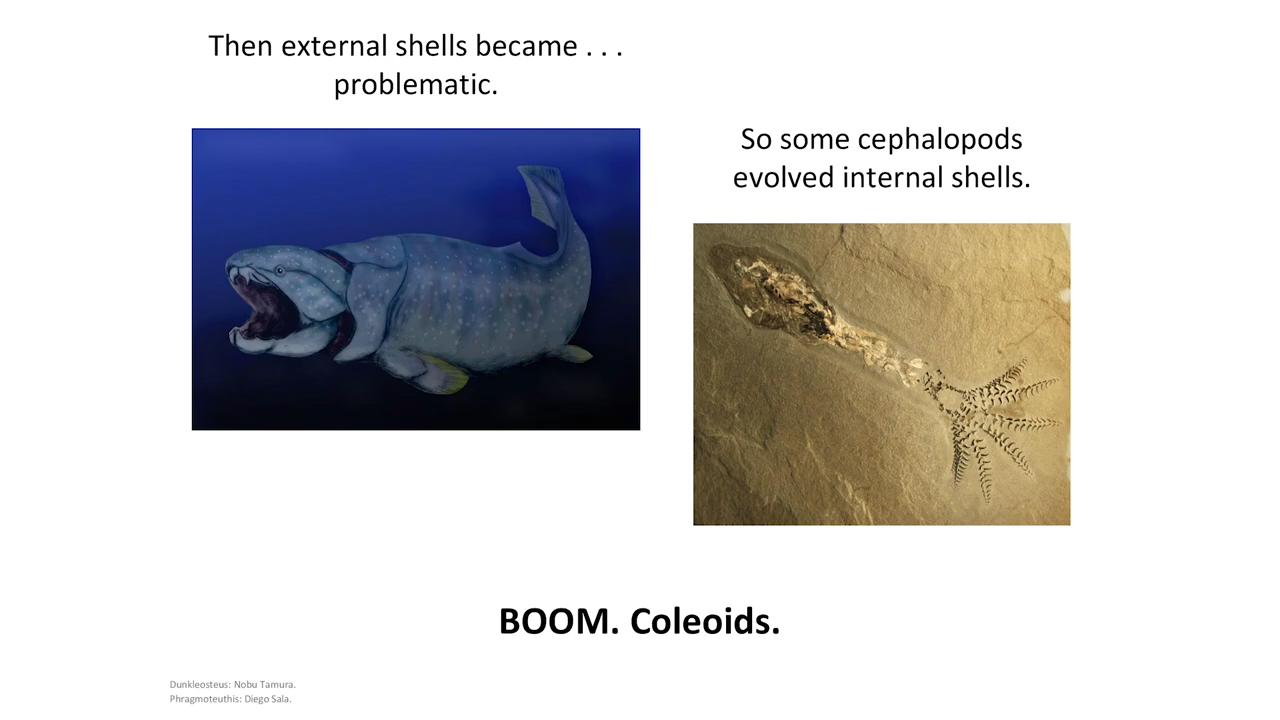 Then external shells became . . .
problematic.
So some cephalopods
evolved internal shells.
BOOM. Coleoids.
Dunkleosteus: Nobu Tamura.
Phragmoteuthis: Diego Sala.